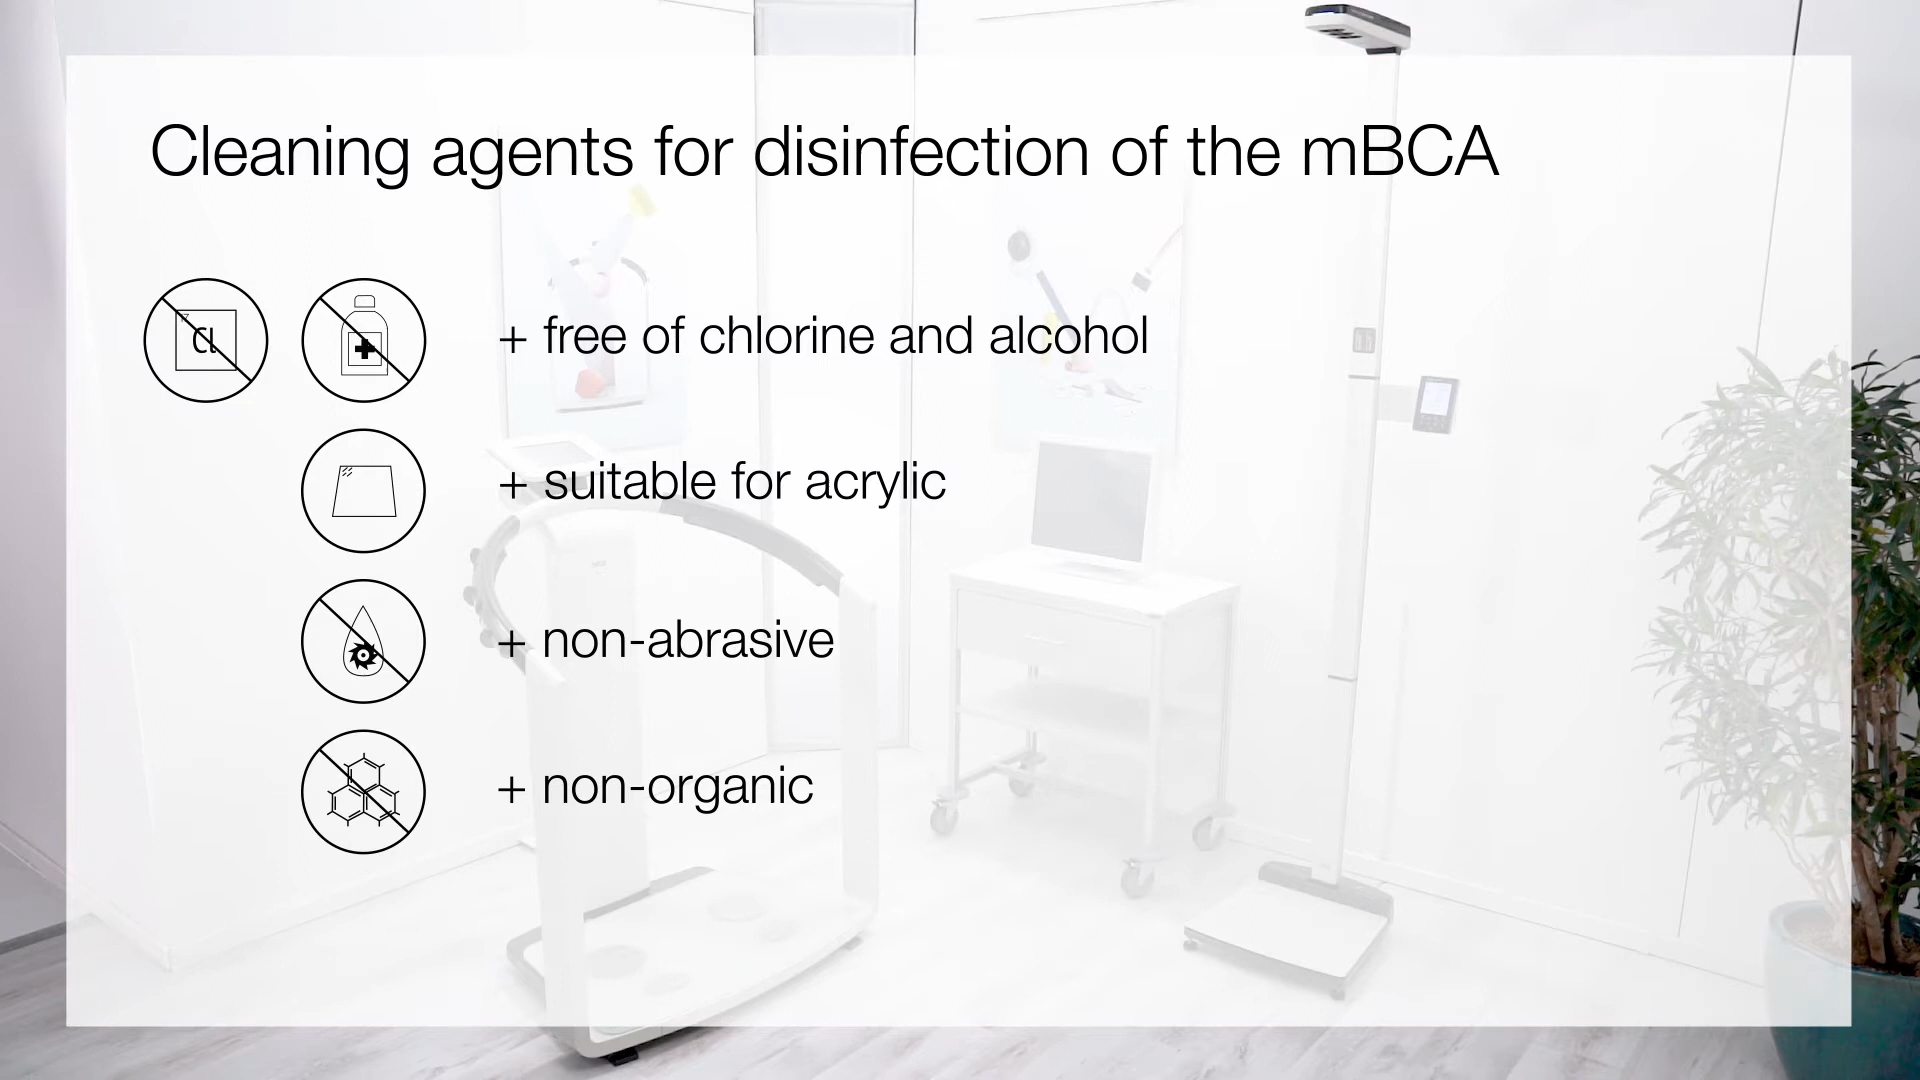 Cleaning agents for disinfection of the mBCA
Cl
+ free of chlorine and alcohol
+ suitable for acrylic
+ non-abrasive
+ non-organic